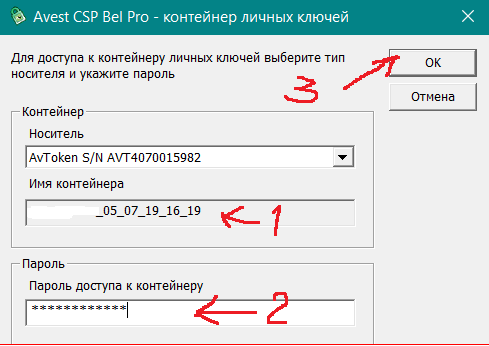 Avest CSP Bel Pro - контейнер личных ключей
Для доступа к контейнеру личных ключей выберите тип
носителя и укажите пароль
OK
3
Отмена
Контейнер
Носитель
AvToken S/N AVT4070015982
Имя контейнера
_05_07_19_16_19
1
Пароль
Пароль доступа к контейнеру
************
2